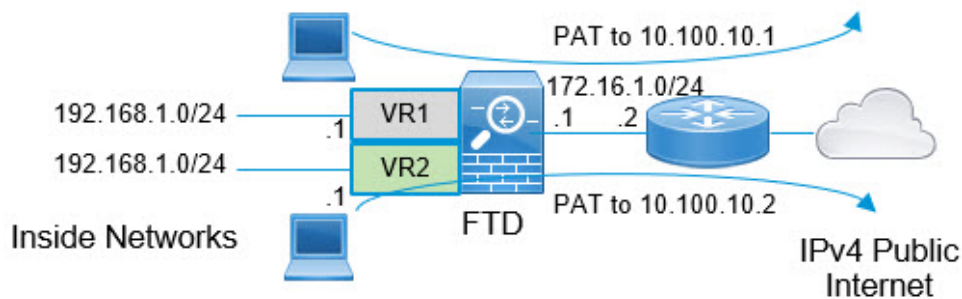 PAT to 10.100.10.1
172.16.1.0/24
192.168.1.0/24
.1
VR1
.1
.2
192.168.1.0/24
VR2
.1
PAT to 10.100.10.2
FTD
Inside Networks
IPv4 Public
Internet